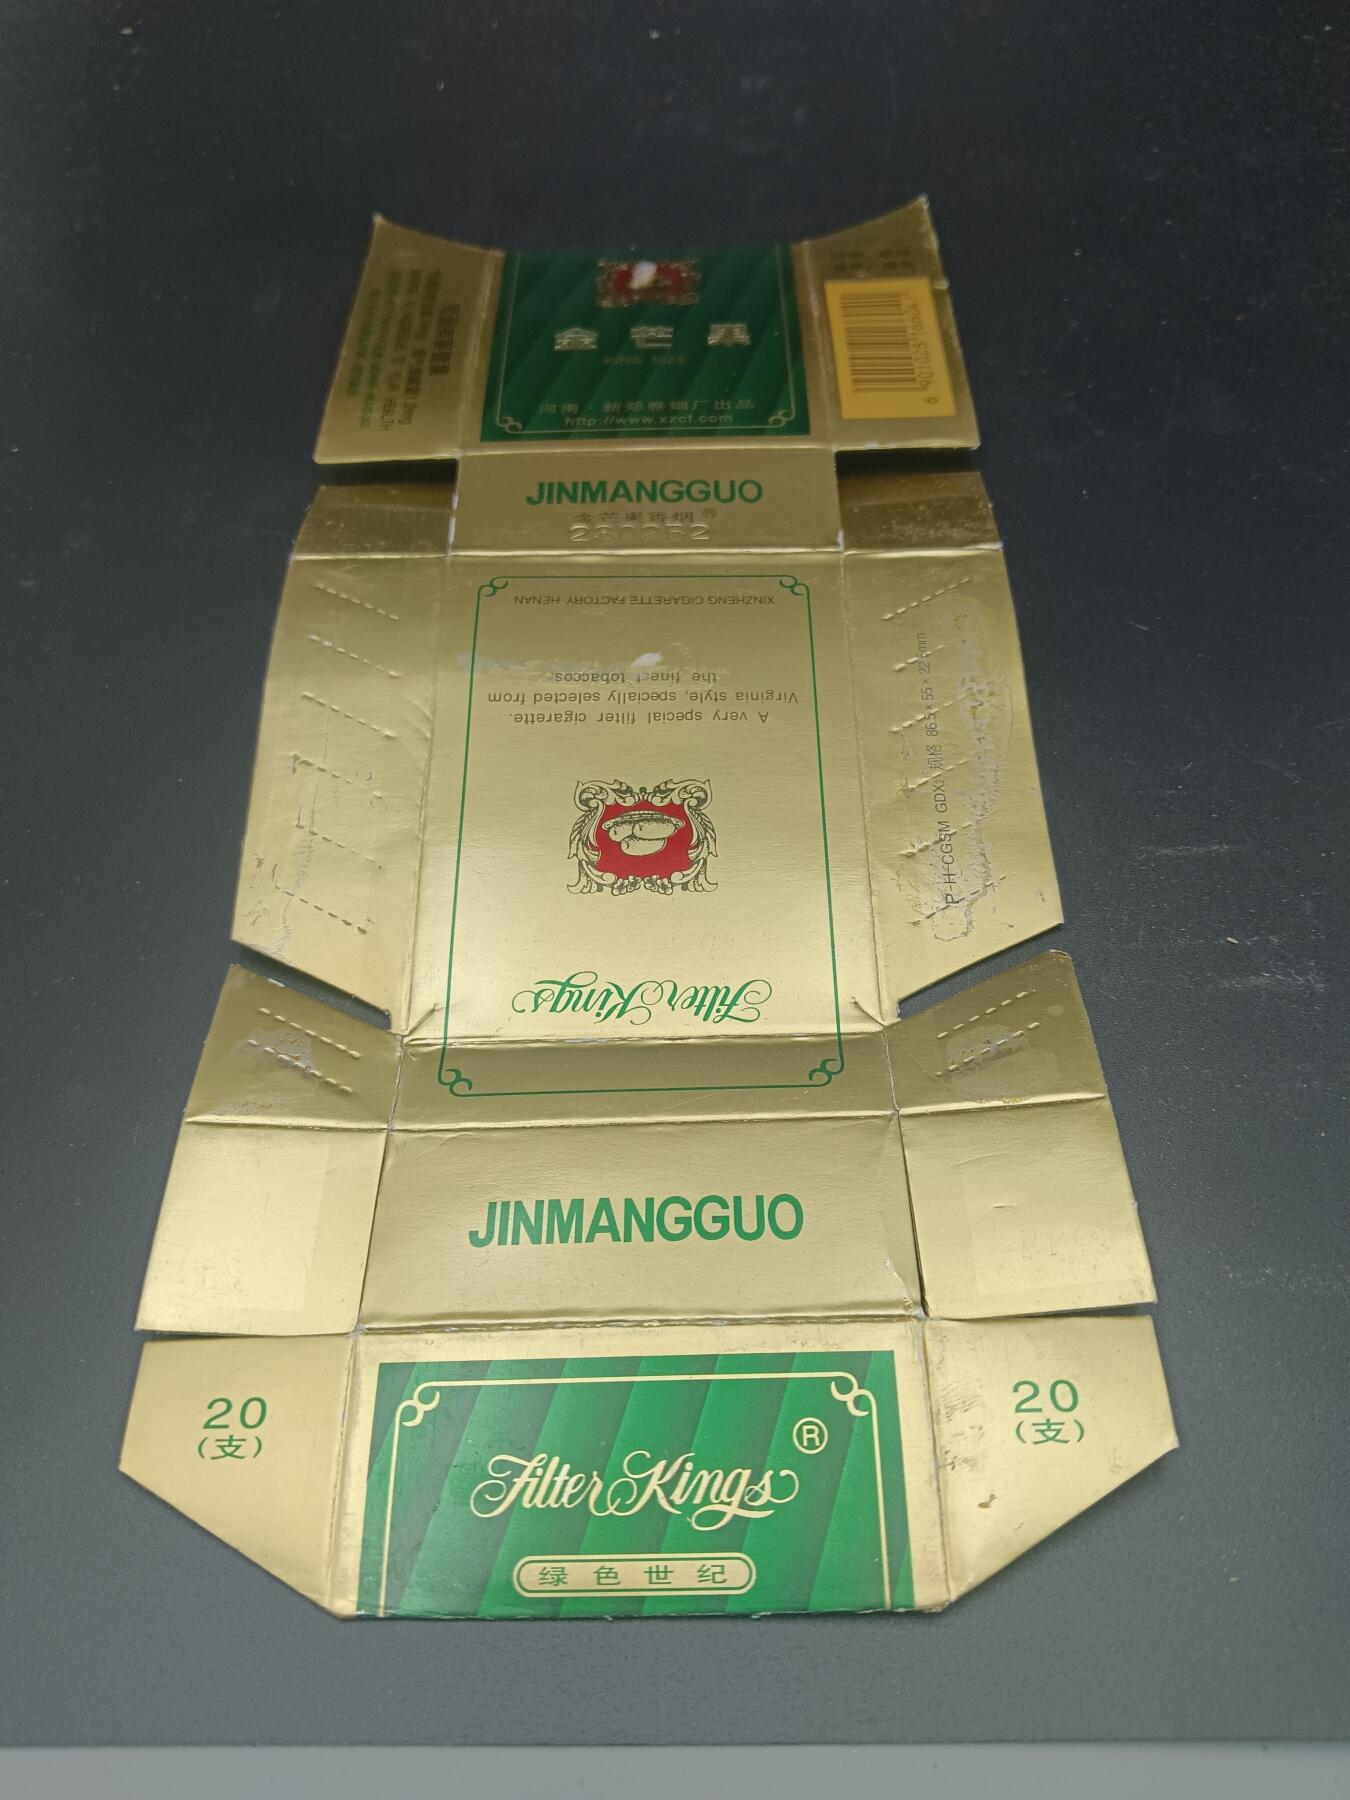 金芒果
KING SIZE
河南·新郑卷烟厂出品
http://www.xzcf.com
JINMANGGUO
金芒果香烟®
XINZHENG CIGARETTE FACTORY HENAN
A very special filter cigarette.
Virginia style, specially selected from
the finest tobaccos.
Filter Kings
P-H-CGSM GDX2 规格 86.5×55×22.6mm
JINMANGGUO
20
(支)
20
(支)
Filter Kings®
绿色世纪